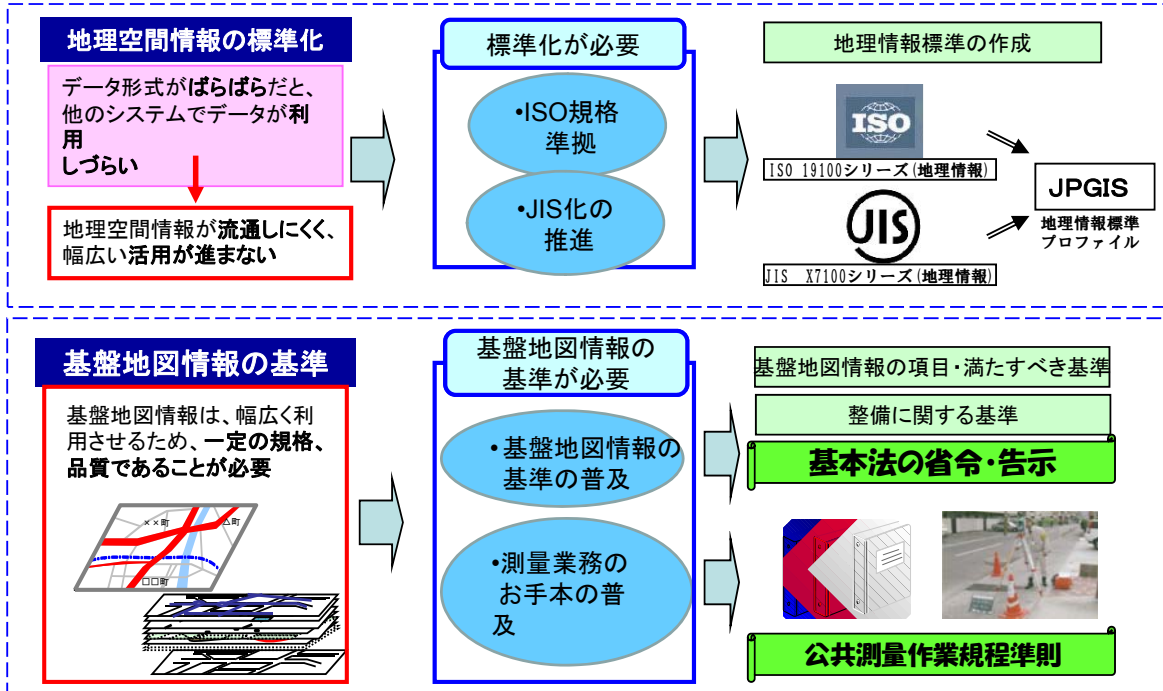 地理空間情報の標準化
データ形式がばらばらだと、
他のシステムでデータが利
用
しづらい
地理空間情報が流通しにくく、
幅広い活用が進まない
標準化が必要
•ISO規格
準拠
•JIS化の
推進
地理情報標準の作成
ISO
ISO 19100シリーズ(地理情報)
JIS
JIS X7100シリーズ(地理情報)
JPGIS
地理情報標準
プロファイル
基盤地図情報の基準
基盤地図情報は、幅広く利
用させるため、一定の規格、
品質であることが必要
××町
△町
□□町
基盤地図情報の
基準が必要
•基盤地図情報の
基準の普及
•測量業務の
お手本の普
及
基盤地図情報の項目・満たすべき基準
整備に関する基準
基本法の省令・告示
公共測量作業規程準則